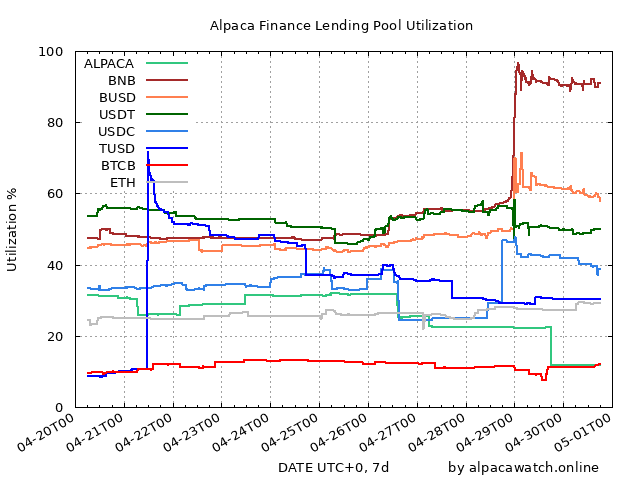 Alpaca Finance Lending Pool Utilization
100
80
60
40
20
0
Utilization %
ALPACA
BNB
BUSD
USDT
USDC
TUSD
BTCB
ETH
04-20T00
04-21T00
04-22T00
04-23T00
04-24T00
04-25T00
04-26T00
04-27T00
04-28T00
04-29T00
04-30T00
05-01T00
DATE UTC+0, 7d
by alpacawatch.online